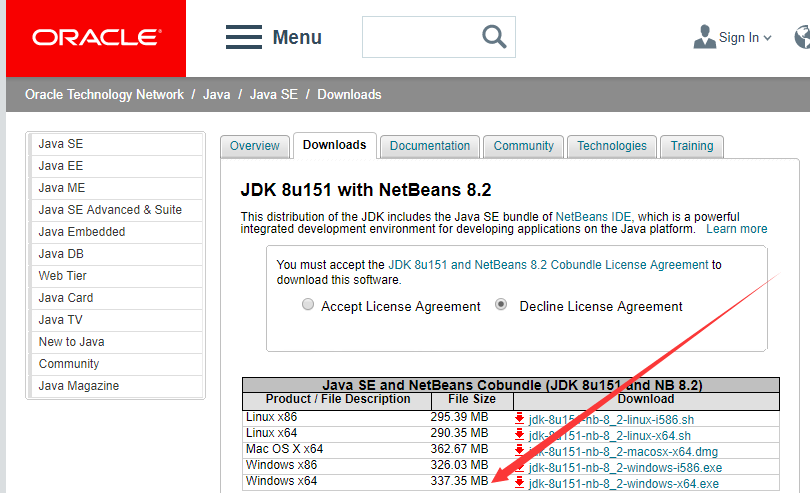 ORACLE
Menu
Sign In
Oracle Technology Network / Java / Java SE / Downloads
Java SE
Java EE
Java ME
Java SE Advanced & Suite
Java Embedded
Java DB
Web Tier
Java Card
Java TV
New to Java
Community
Java Magazine
Overview Downloads Documentation Community Technologies Training
JDK 8u151 with NetBeans 8.2
This distribution of the JDK includes the Java SE bundle of NetBeans IDE, which is a powerful
integrated development environment for developing applications on the Java platform. Learn more
You must accept the JDK 8u151 and NetBeans 8.2 Cobundle License Agreement to
download this software.
Accept License Agreement Decline License Agreement
Java SE and NetBeans Cobundle (JDK 8u151 and NB 8.2)
Product / File Description File Size Download
Linux x86 295.39 MB jdk-8u151-nb-8_2-linux-i586.sh
Linux x64 290.35 MB jdk-8u151-nb-8_2-linux-x64.sh
Mac OS X x64 362.67 MB jdk-8u151-nb-8_2-macosx-x64.dmg
Windows x86 326.03 MB jdk-8u151-nb-8_2-windows-i586.exe
Windows x64 337.35 MB jdk-8u151-nb-8_2-windows-x64.exe